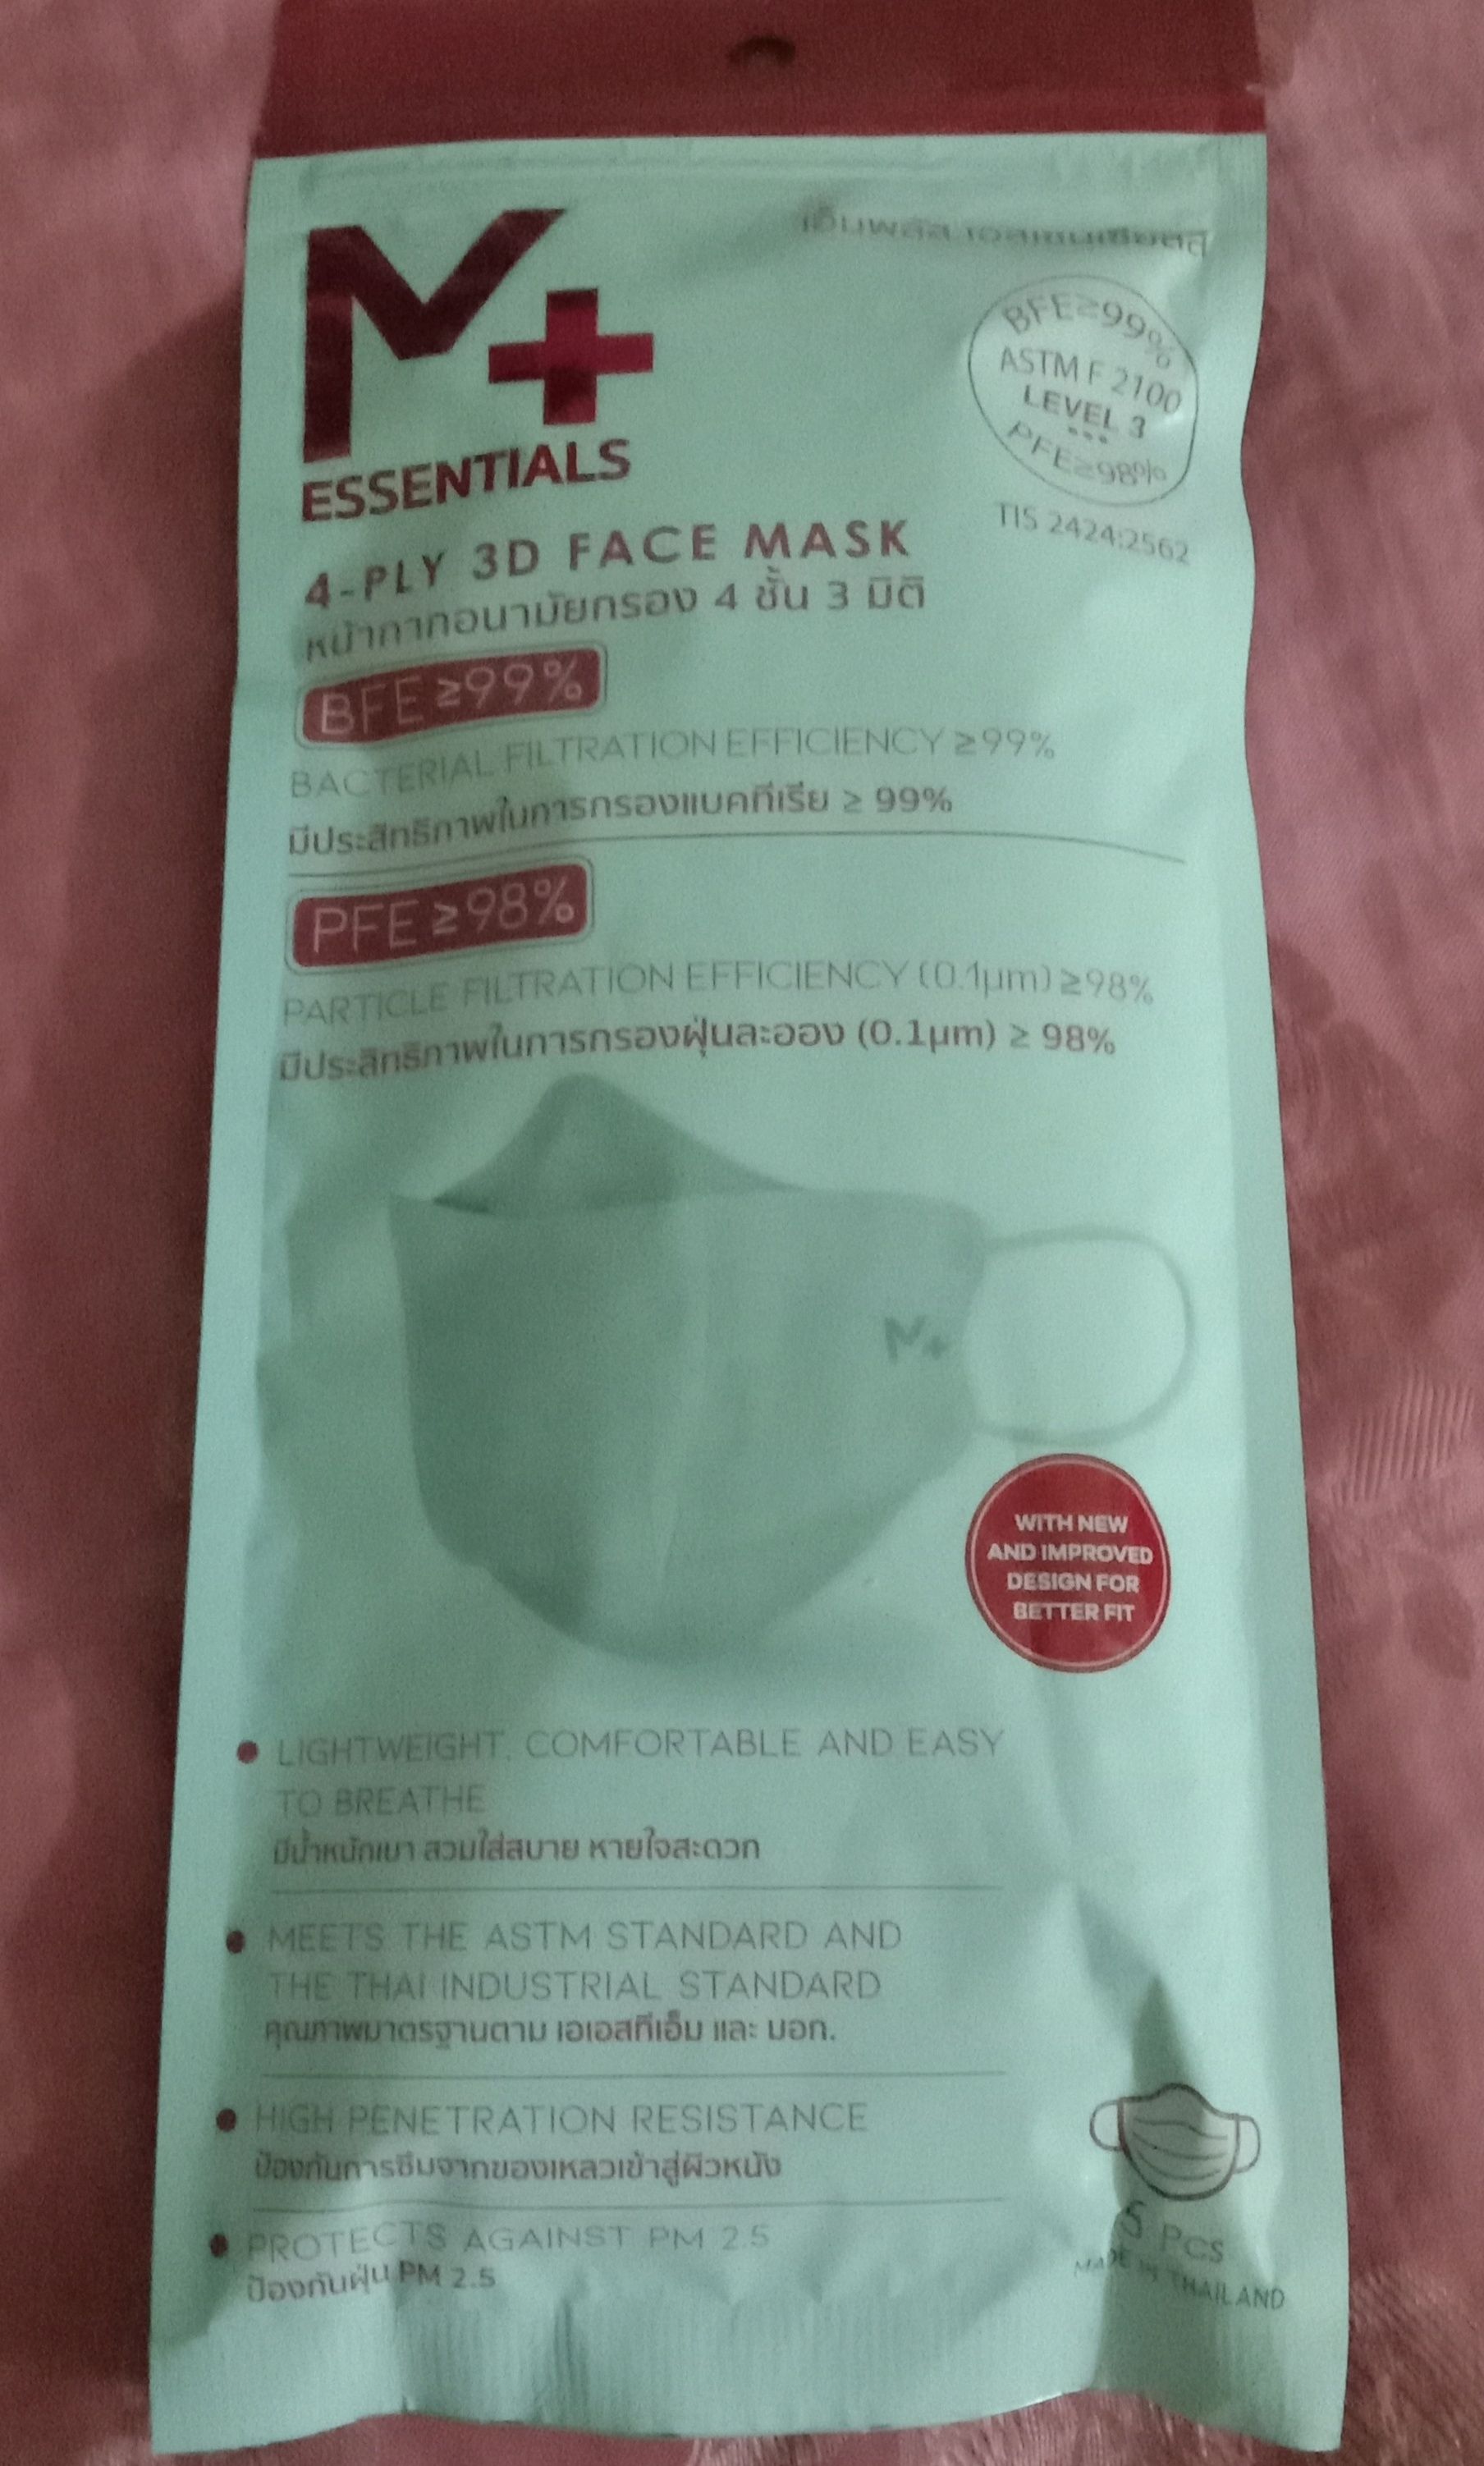 M+
ESSENTIALS
เอ็มพลัส เอสเซนเชียลส์
BFE≥99%
ASTM F 2100
LEVEL 3
PFE≥98%
TIS 2424:2562
4-PLY 3D FACE MASK
หน้ากากอนามัยกรอง 4 ชั้น 3 มิติ
BFE ≥99%
BACTERIAL FILTRATION EFFICIENCY ≥99%
มีประสิทธิภาพในการกรองแบคทีเรีย ≥ 99%
PFE ≥98%
PARTICLE FILTRATION EFFICIENCY (0.1µm) ≥98%
มีประสิทธิภาพในการกรองฝุ่นละออง (0.1µm) ≥ 98%
M+
WITH NEW
AND IMPROVED
DESIGN FOR
BETTER FIT
LIGHTWEIGHT, COMFORTABLE AND EASY
TO BREATHE
มีน้ำหนักเบา สวมใส่สบาย หายใจสะดวก
MEETS THE ASTM STANDARD AND
THE THAI INDUSTRIAL STANDARD
คุณภาพมาตรฐานตาม เอเอสทีเอ็ม และ มอก.
HIGH PENETRATION RESISTANCE
ป้องกันการซึมจากของเหลวเข้าสู่ผิวหนัง
PROTECTS AGAINST PM 2.5
ป้องกันฝุ่น PM 2.5
5 Pcs
MADE IN THAILAND